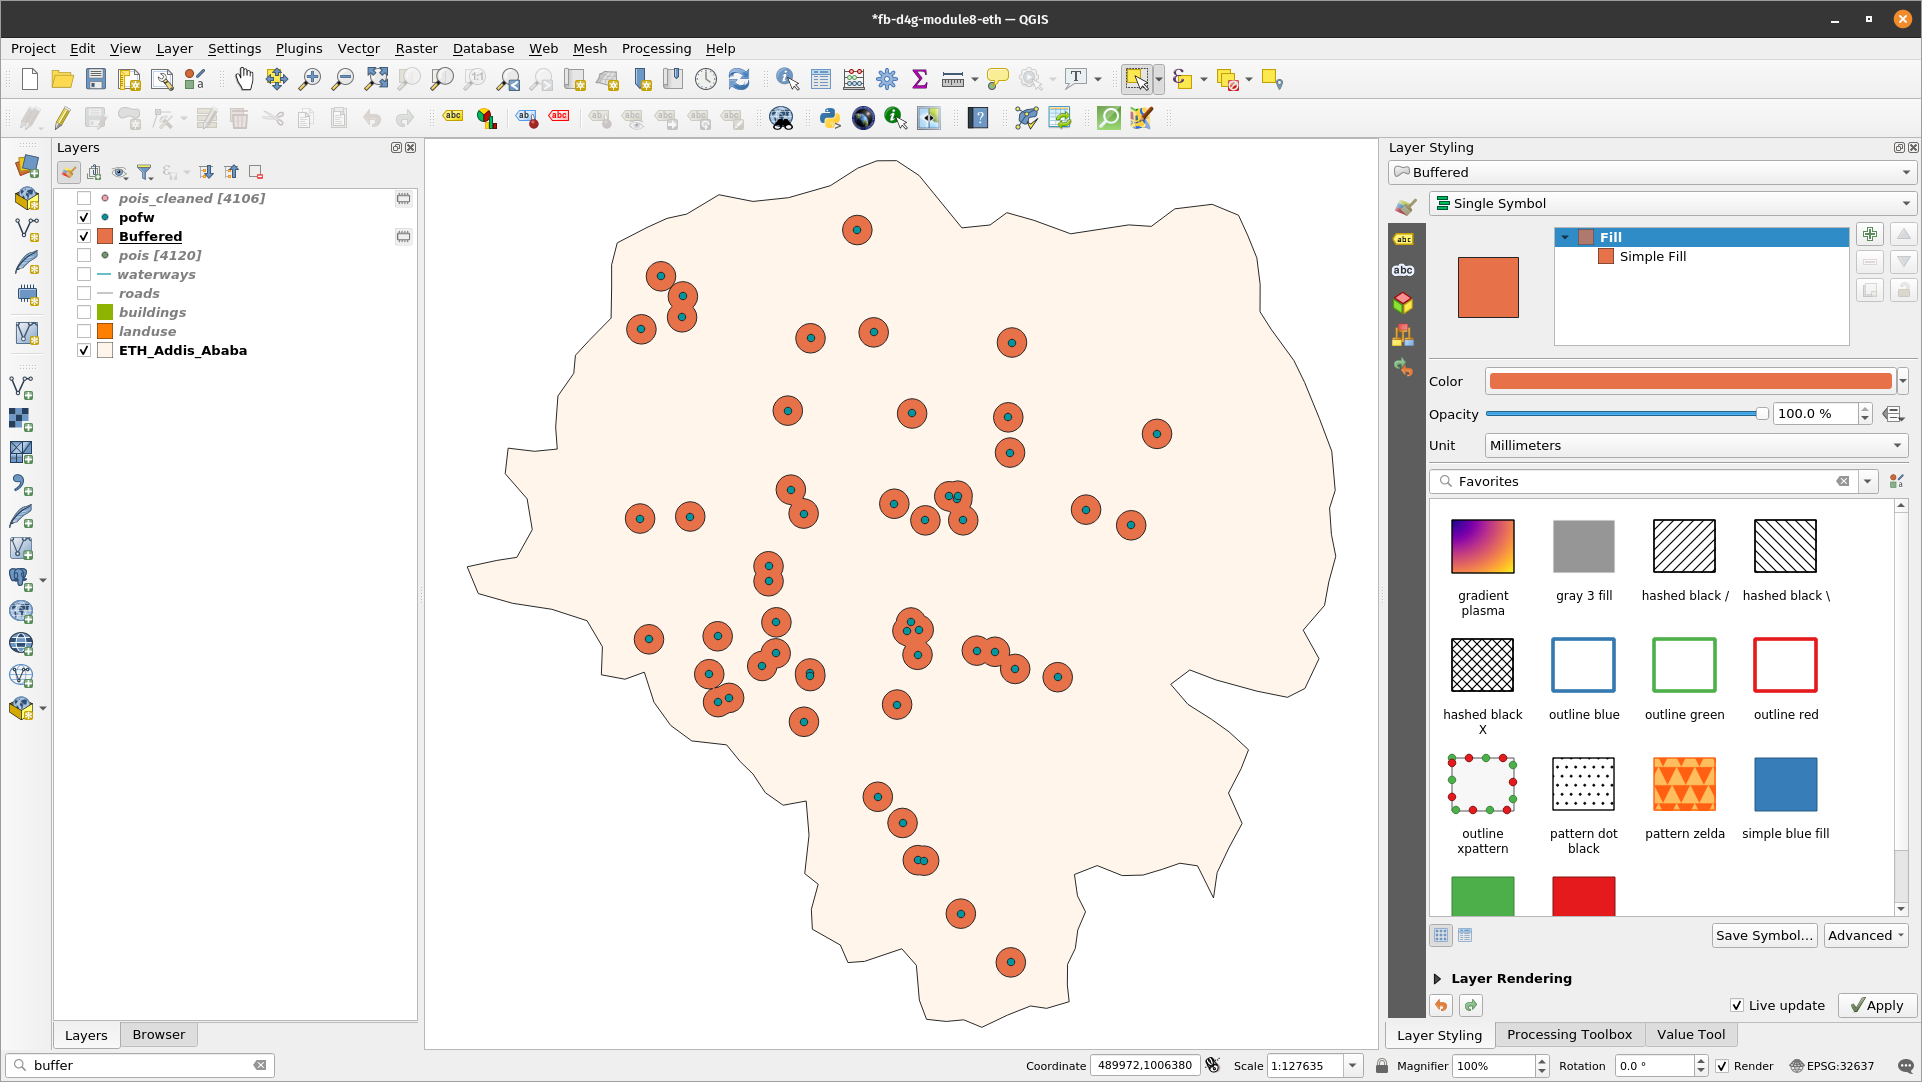 *fb-d4g-module8-eth — QGIS
Project Edit View Layer Settings Plugins Vector Raster Database Web Mesh Processing Help
Layers
pois_cleaned [4106]
pofw
Buffered
pois [4120]
waterways
roads
buildings
landuse
ETH_Addis_Ababa
Layers Browser
buffer
Layer Styling
Buffered
Single Symbol
Fill
Simple Fill
Color
Opacity 100.0 %
Unit Millimeters
Favorites
gradient plasma
gray 3 fill
hashed black /
hashed black \
hashed black X
outline blue
outline green
outline red
outline xpattern
pattern dot black
pattern zelda
simple blue fill
Save Symbol... Advanced
Layer Rendering
Live update Apply
Layer Styling Processing Toolbox Value Tool
Coordinate 489972,1006380 Scale 1:127635 Magnifier 100% Rotation 0.0 ° Render EPSG:32637